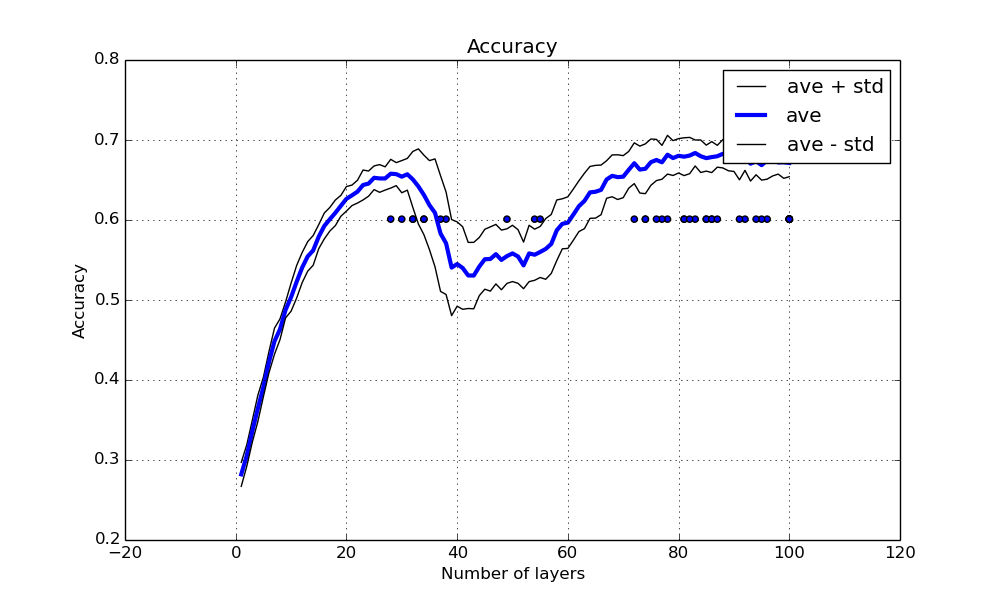 Accuracy
ave + std
ave
ave - std
0.8
0.7
0.6
0.5
0.4
0.3
0.2
Accuracy
−20
0
20
40
60
80
100
120
Number of layers